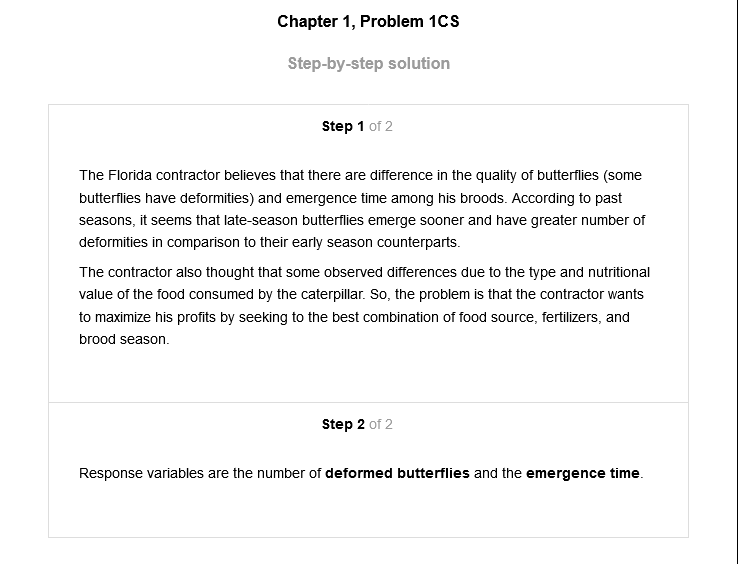 Chapter 1, Problem 1CS
Step-by-step solution
Step 1 of 2
The Florida contractor believes that there are difference in the quality of butterflies (some
butterflies have deformities) and emergence time among his broods. According to past
seasons, it seems that late-season butterflies emerge sooner and have greater number of
deformities in comparison to their early season counterparts.
The contractor also thought that some observed differences due to the type and nutritional
value of the food consumed by the caterpillar. So, the problem is that the contractor wants
to maximize his profits by seeking to the best combination of food source, fertilizers, and
brood season.
Step 2 of 2
Response variables are the number of deformed butterflies and the emergence time.